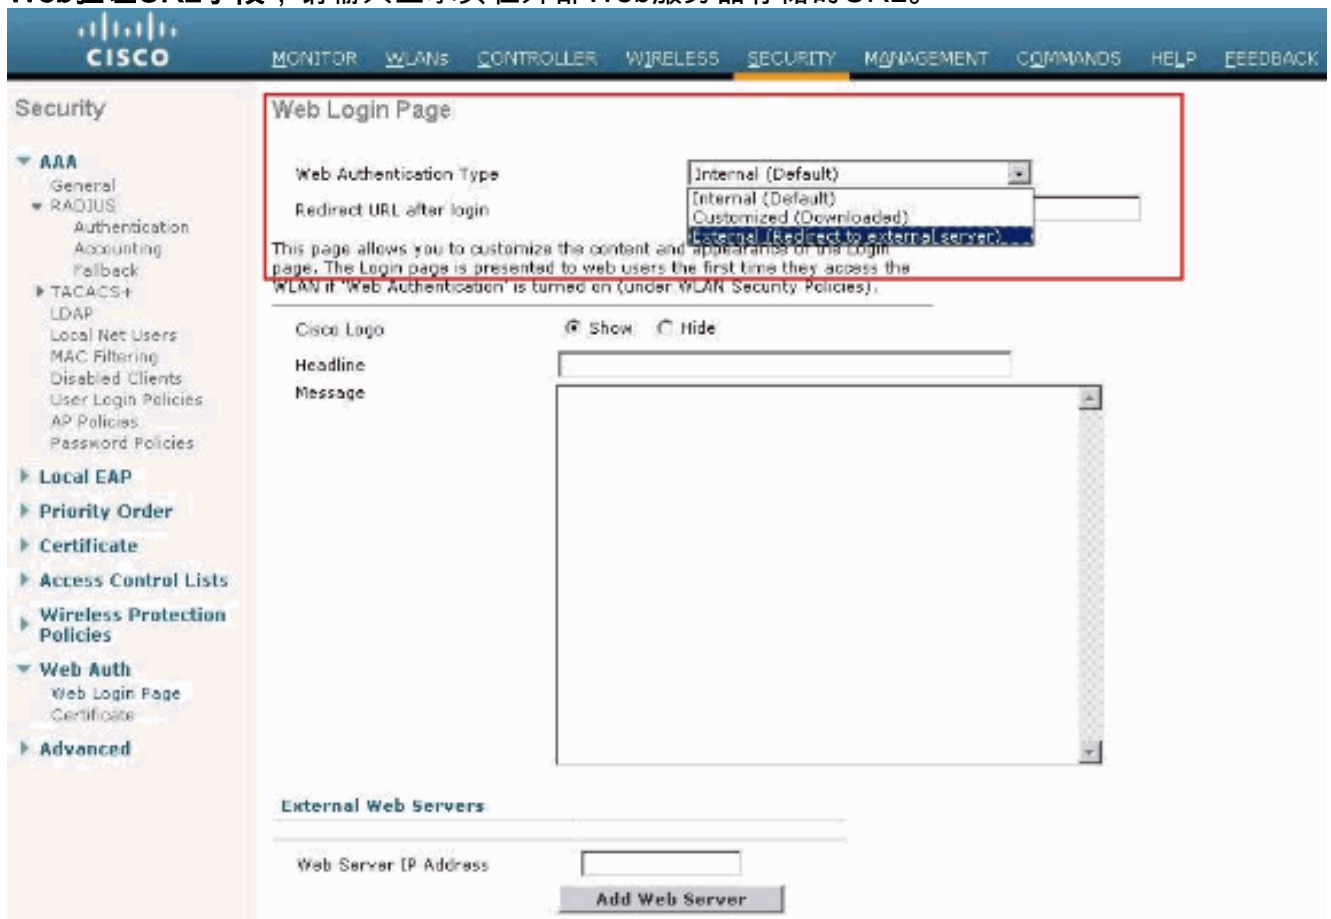 CISCO
MONITOR WLANs CONTROLLER WIRELESS SECURITY MANAGEMENT COMMANDS HELP FEEDBACK
Security
AAA
General
RADIUS
Authentication
Accounting
Fallback
TACACS+
LDAP
Local Net Users
MAC Filtering
Disabled Clients
User Login Policies
AP Policies
Password Policies
Local EAP
Priority Order
Certificate
Access Control Lists
Wireless Protection
Policies
Web Auth
Web Login Page
Certificate
Advanced
Web Login Page
Web Authentication Type
Internal (Default)
Internal (Default)
Customized (Downloaded)
External (Redirect to external server)
Redirect URL after login
This page allows you to customize the content and appearance of the Login
page. The Login page is presented to web users the first time they access the
WLAN if 'Web Authentication' is turned on (under WLAN Security Policies).
Cisco Logo
Show Hide
Headline
Message
External Web Servers
Web Server IP Address
Add Web Server